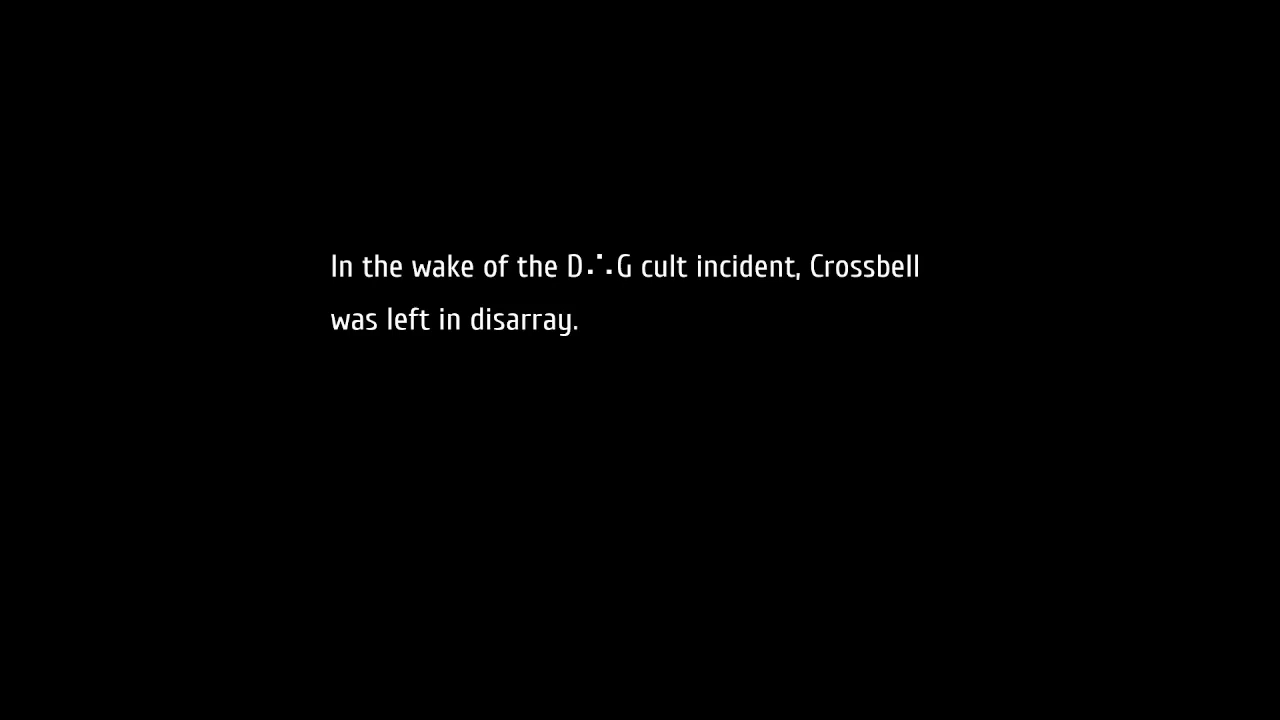 In the wake of the D∴G cult incident, Crossbell
was left in disarray.